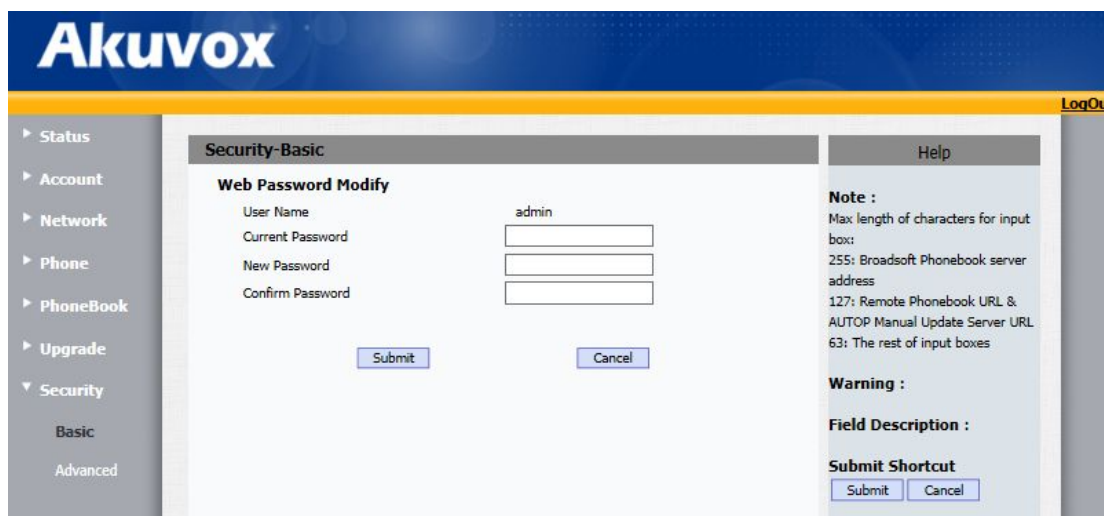 Akuvox
LogOu
Status
Account
Network
Phone
PhoneBook
Upgrade
Security
Basic
Advanced
Security-Basic
Web Password Modify
User Name admin
Current Password
New Password
Confirm Password
Submit Cancel
Help
Note :
Max length of characters for input
box:
255: Broadsoft Phonebook server
address
127: Remote Phonebook URL &
AUTOP Manual Update Server URL
63: The rest of input boxes
Warning :
Field Description :
Submit Shortcut
Submit Cancel